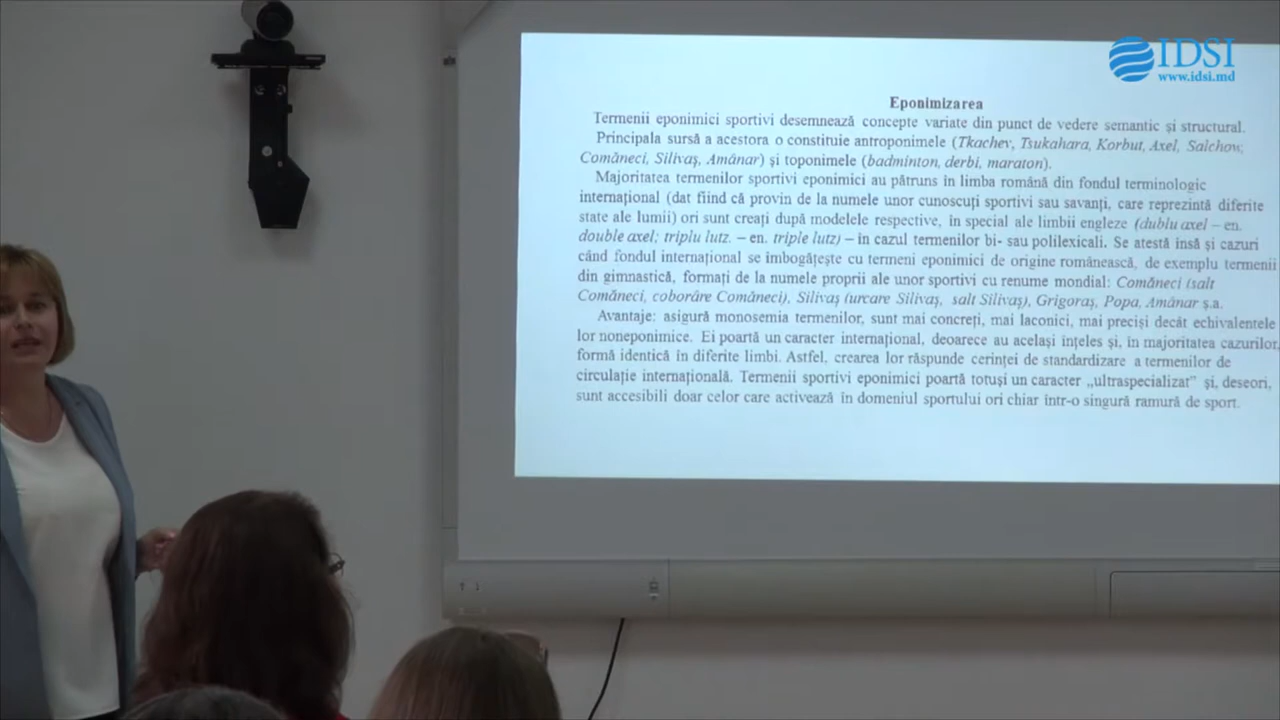 IDSI
www.idsi.md
Eponimizarea
Termenii eponimici sportivi desemnează concepte variate din punct de vedere semantic și structural.
Principala sursă a acestora o constituie antroponimele (Tkachev, Tsukahara, Korbut, Axel, Salchow,
Comăneci, Silivaș, Amânar) și toponimele (badminton, derbi, maraton).
Majoritatea termenilor sportivi eponimici au pătruns în limba română din fondul terminologic
internațional (dat fiind că provin de la numele unor cunoscuți sportivi sau savanți, care reprezintă diferite
state ale lumii) ori sunt creați după modelele respective, în special ale limbii engleze (dublu axel – en.
double axel; triplu lutz. – en. triple lutz) – în cazul termenilor bi- sau polilexicali. Se atestă însă și cazuri
când fondul internațional se îmbogățește cu termeni eponimici de origine românească, de exemplu termenii
din gimnastică, formați de la numele proprii ale unor sportivi cu renume mondial: Comăneci (salt
Comăneci, coborâre Comăneci), Silivaș (urcare Silivaș, salt Silivaș), Grigoraș, Popa, Amânar ș.a.
Avantaje: asigură monosemia termenilor, sunt mai concreți, mai laconici, mai preciși decât echivalentele
lor noneponimice. Ei poartă un caracter internațional, deoarece au același înțeles și, în majoritatea cazurilor,
formă identică în diferite limbi. Astfel, crearea lor răspunde cerinței de standardizare a termenilor de
circulație internațională. Termenii sportivi eponimici poartă totuși un caracter „ultraspecializat” și, deseori,
sunt accesibili doar celor care activează în domeniul sportului ori chiar într-o singură ramură de sport.